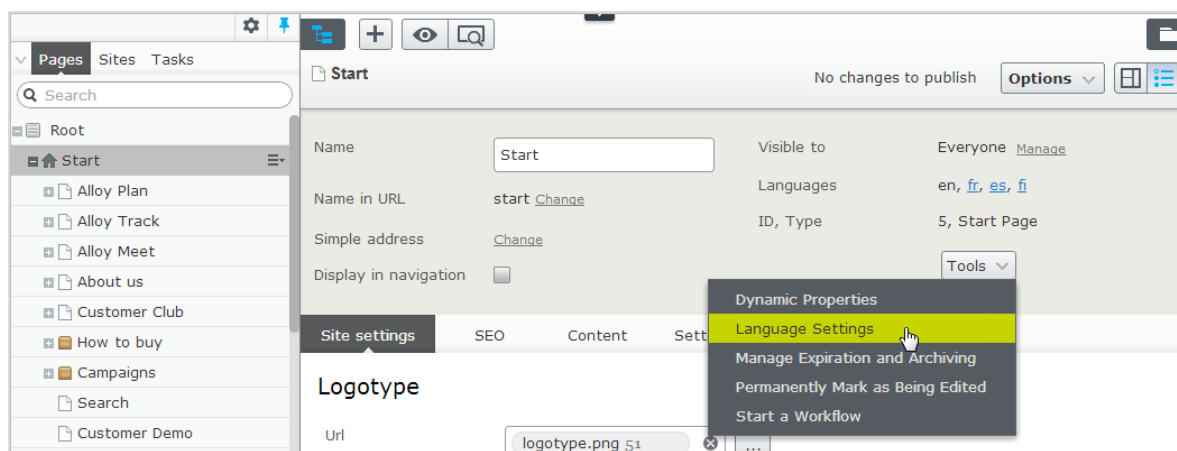 Pages Sites Tasks
Search
Root
Start
Alloy Plan
Alloy Track
Alloy Meet
About us
Customer Club
How to buy
Campaigns
Search
Customer Demo
Start
No changes to publish
Options
Name
Start
Visible to
Everyone Manage
Name in URL
start Change
Languages
en, fr, es, fi
Simple address
Change
ID, Type
5, Start Page
Display in navigation
Tools
Dynamic Properties
Language Settings
Manage Expiration and Archiving
Permanently Mark as Being Edited
Start a Workflow
Site settings SEO Content Sett
Logotype
Url
logotype.png 51
...